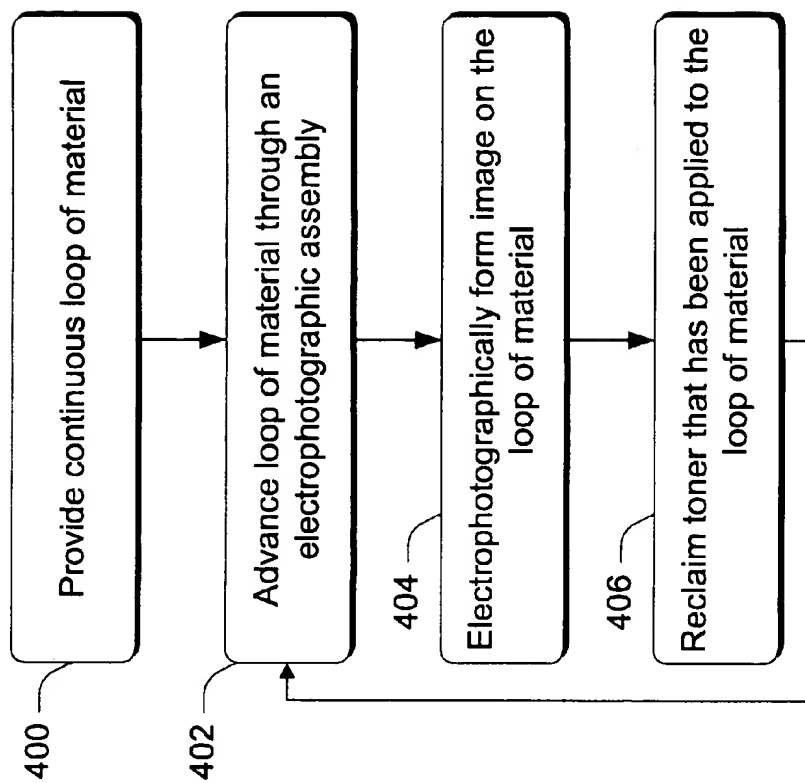 400
Provide continuous loop of material
402
Advance loop of material through an
electrophotographic assembly
404
Electrophotographically form image on the
loop of material
406
Reclaim toner that has been applied to the
loop of material